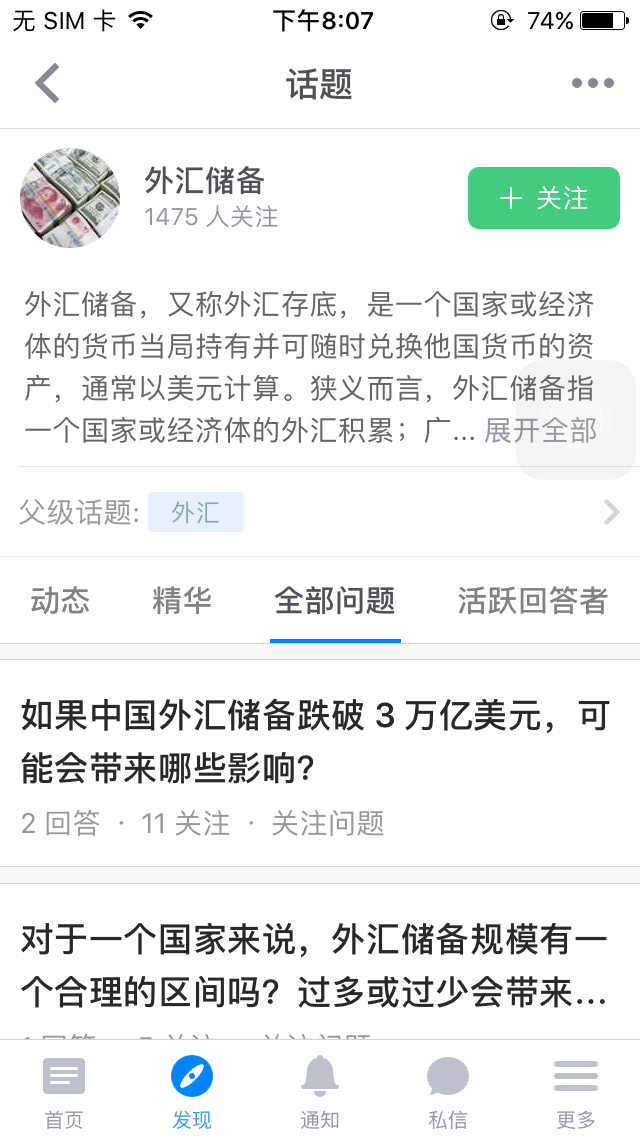 无 SIM 卡
下午8:07
74%
话题
外汇储备
1475 人关注
关注
外汇储备，又称外汇存底，是一个国家或经济
体的货币当局持有并可随时兑换他国货币的资
产，通常以美元计算。狭义而言，外汇储备指
一个国家或经济体的外汇积累；广... 展开全部
父级话题: 外汇
动态 精华 全部问题 活跃回答者
如果中国外汇储备跌破 3 万亿美元，可
能会带来哪些影响?
2 回答 · 11 关注 · 关注问题
对于一个国家来说，外汇储备规模有一
个合理的区间吗？过多或过少会带来...
首页 发现 通知 私信 更多